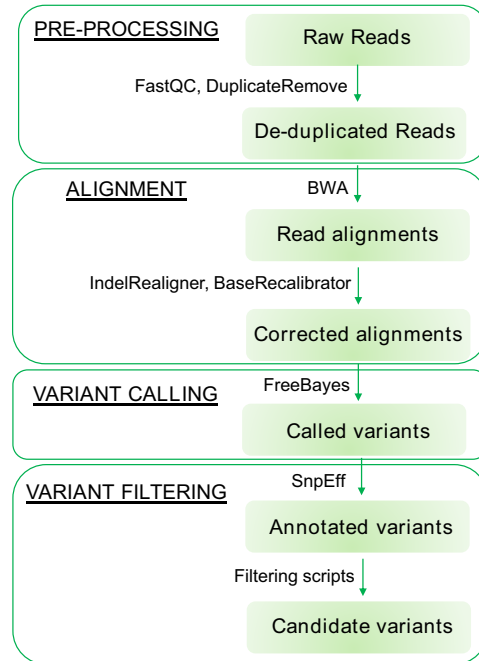 PRE-PROCESSING
Raw Reads
FastQC, DuplicateRemove
De-duplicated Reads
ALIGNMENT
BWA
Read alignments
IndelRealigner, BaseRecalibrator
Corrected alignments
VARIANT CALLING
FreeBayes
Called variants
VARIANT FILTERING
SnpEff
Annotated variants
Filtering scripts
Candidate variants